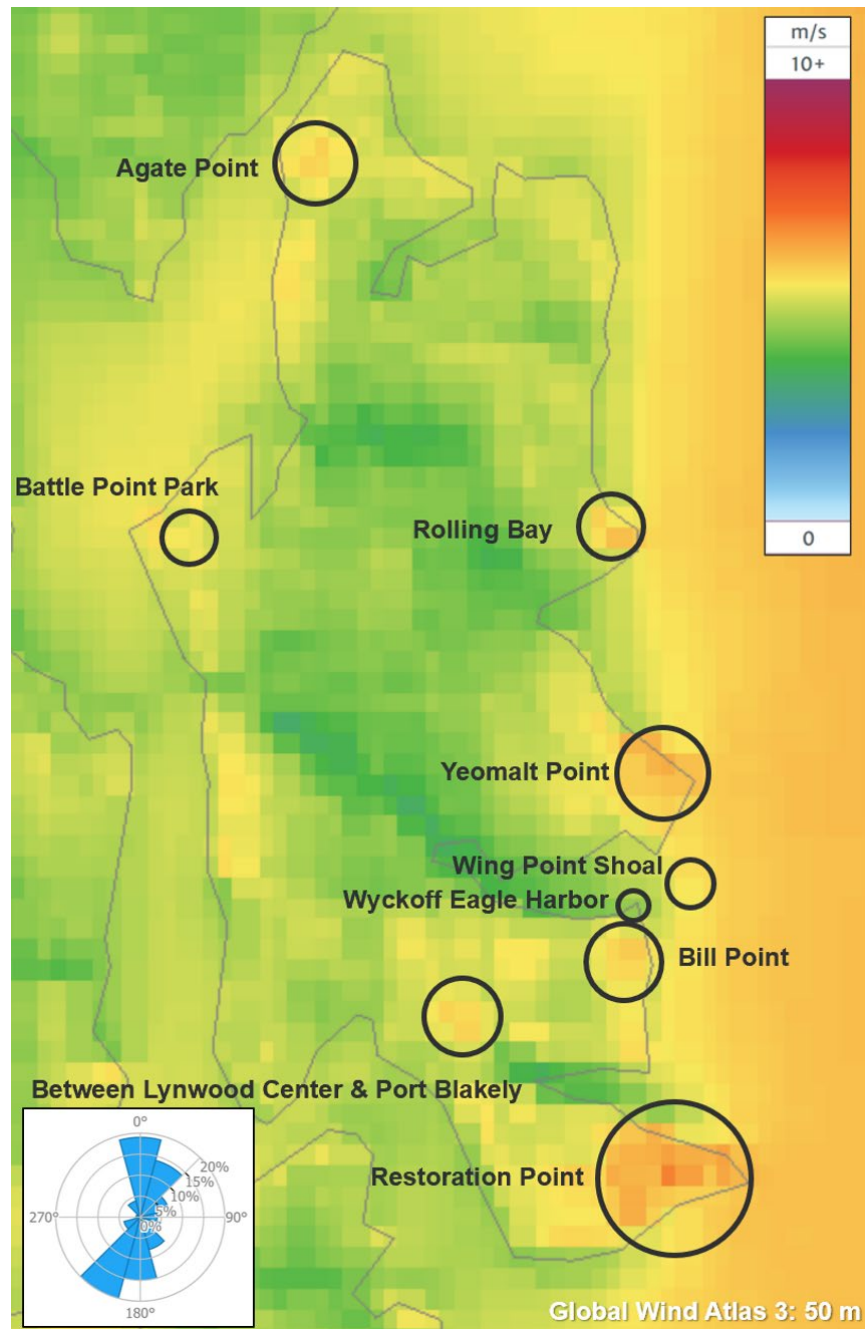 m/s
10+
0
Agate Point
Battle Point Park
Rolling Bay
Yeomalt Point
Wing Point Shoal
Wyckoff Eagle Harbor
Bill Point
Between Lynwood Center & Port Blakely
Restoration Point
0°
20%
15%
10%
5%
0%
270°
90°
180°
Global Wind Atlas 3: 50 m